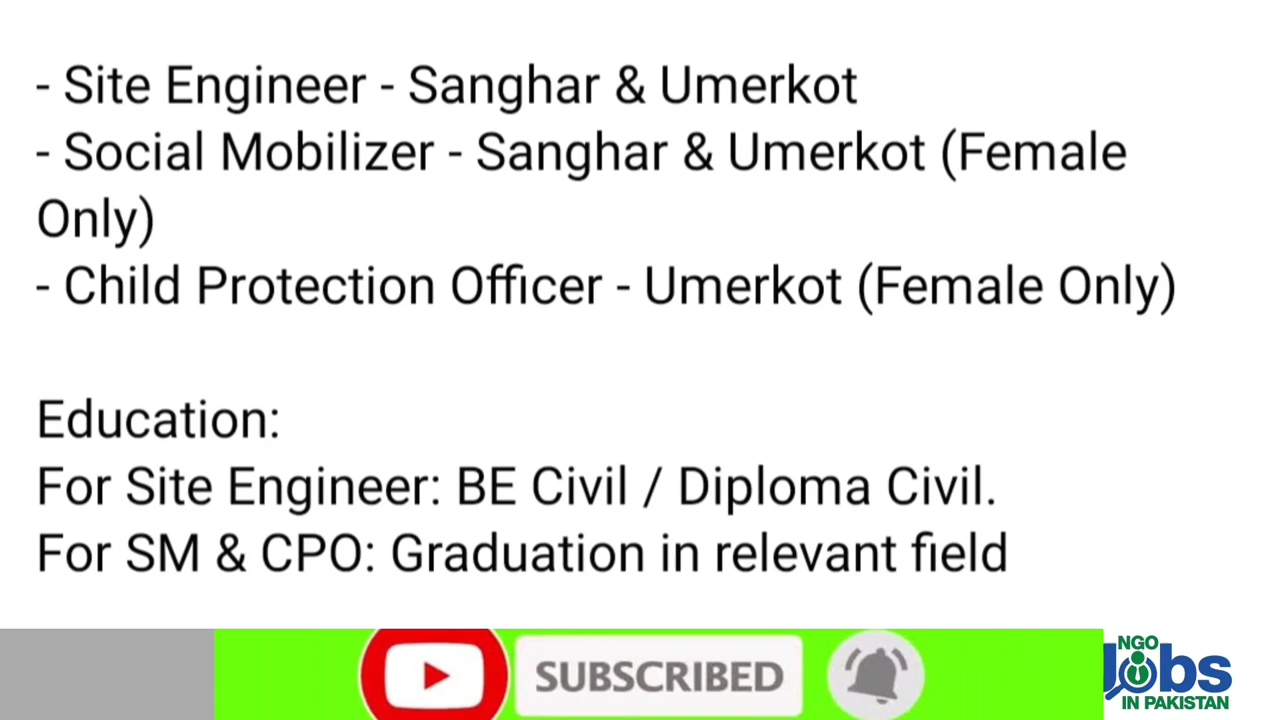 - Site Engineer - Sanghar & Umerkot
- Social Mobilizer - Sanghar & Umerkot (Female
Only)
- Child Protection Officer - Umerkot (Female Only)
Education:
For Site Engineer: BE Civil / Diploma Civil.
For SM & CPO: Graduation in relevant field
SUBSCRIBED
NGO
Jobs
IN PAKISTAN